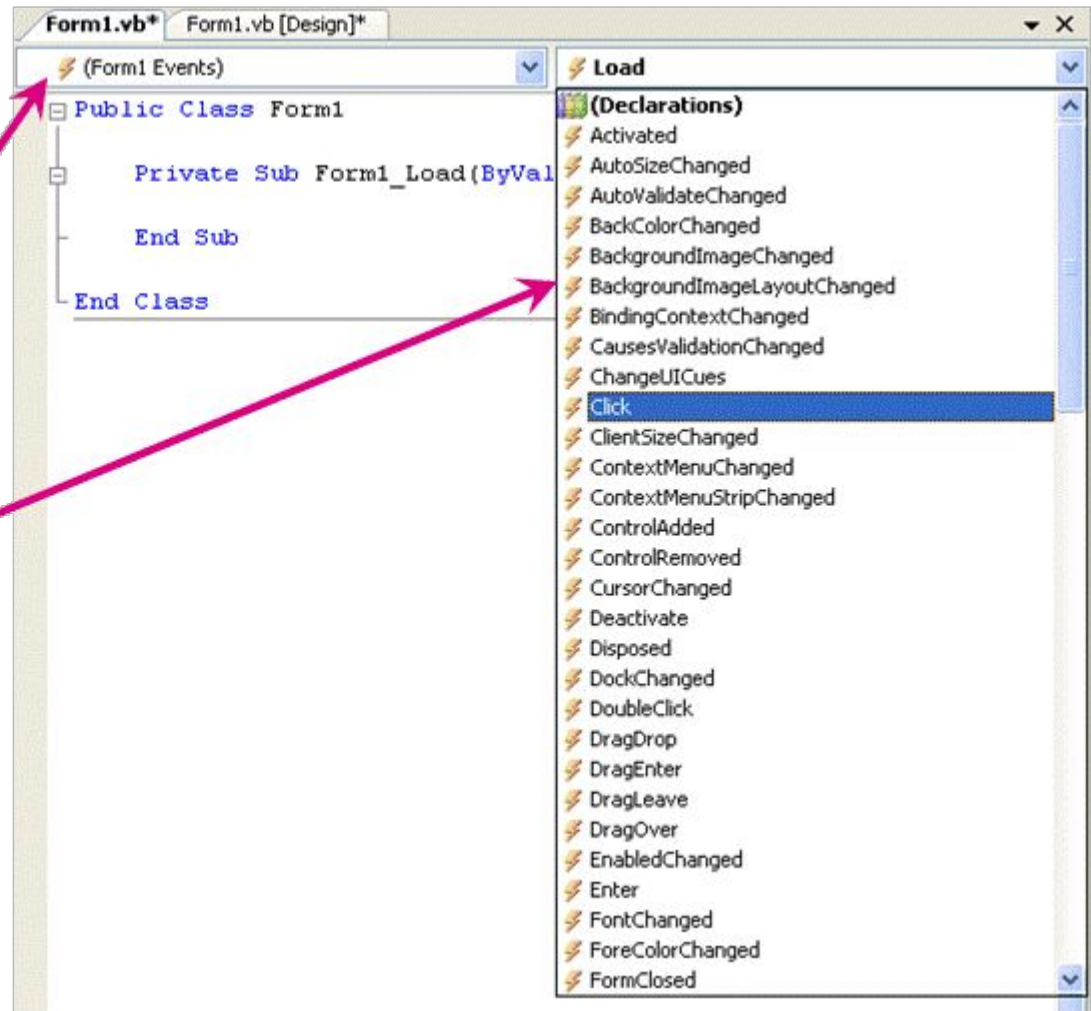 Form1.vb* Form1.vb [Design]*
(Form1 Events) Load
Public Class Form1
Private Sub Form1_Load(ByVal
End Sub
End Class
(Declarations)
Activated
AutoSizeChanged
AutoValidateChanged
BackColorChanged
BackgroundImageChanged
BackgroundImageLayoutChanged
BindingContextChanged
CausesValidationChanged
ChangeUICues
Click
ClientSizeChanged
ContextMenuChanged
ContextMenuStripChanged
ControlAdded
ControlRemoved
CursorChanged
Deactivate
Disposed
DockChanged
DoubleClick
DragDrop
DragEnter
DragLeave
DragOver
EnabledChanged
Enter
FontChanged
ForeColorChanged
FormClosed